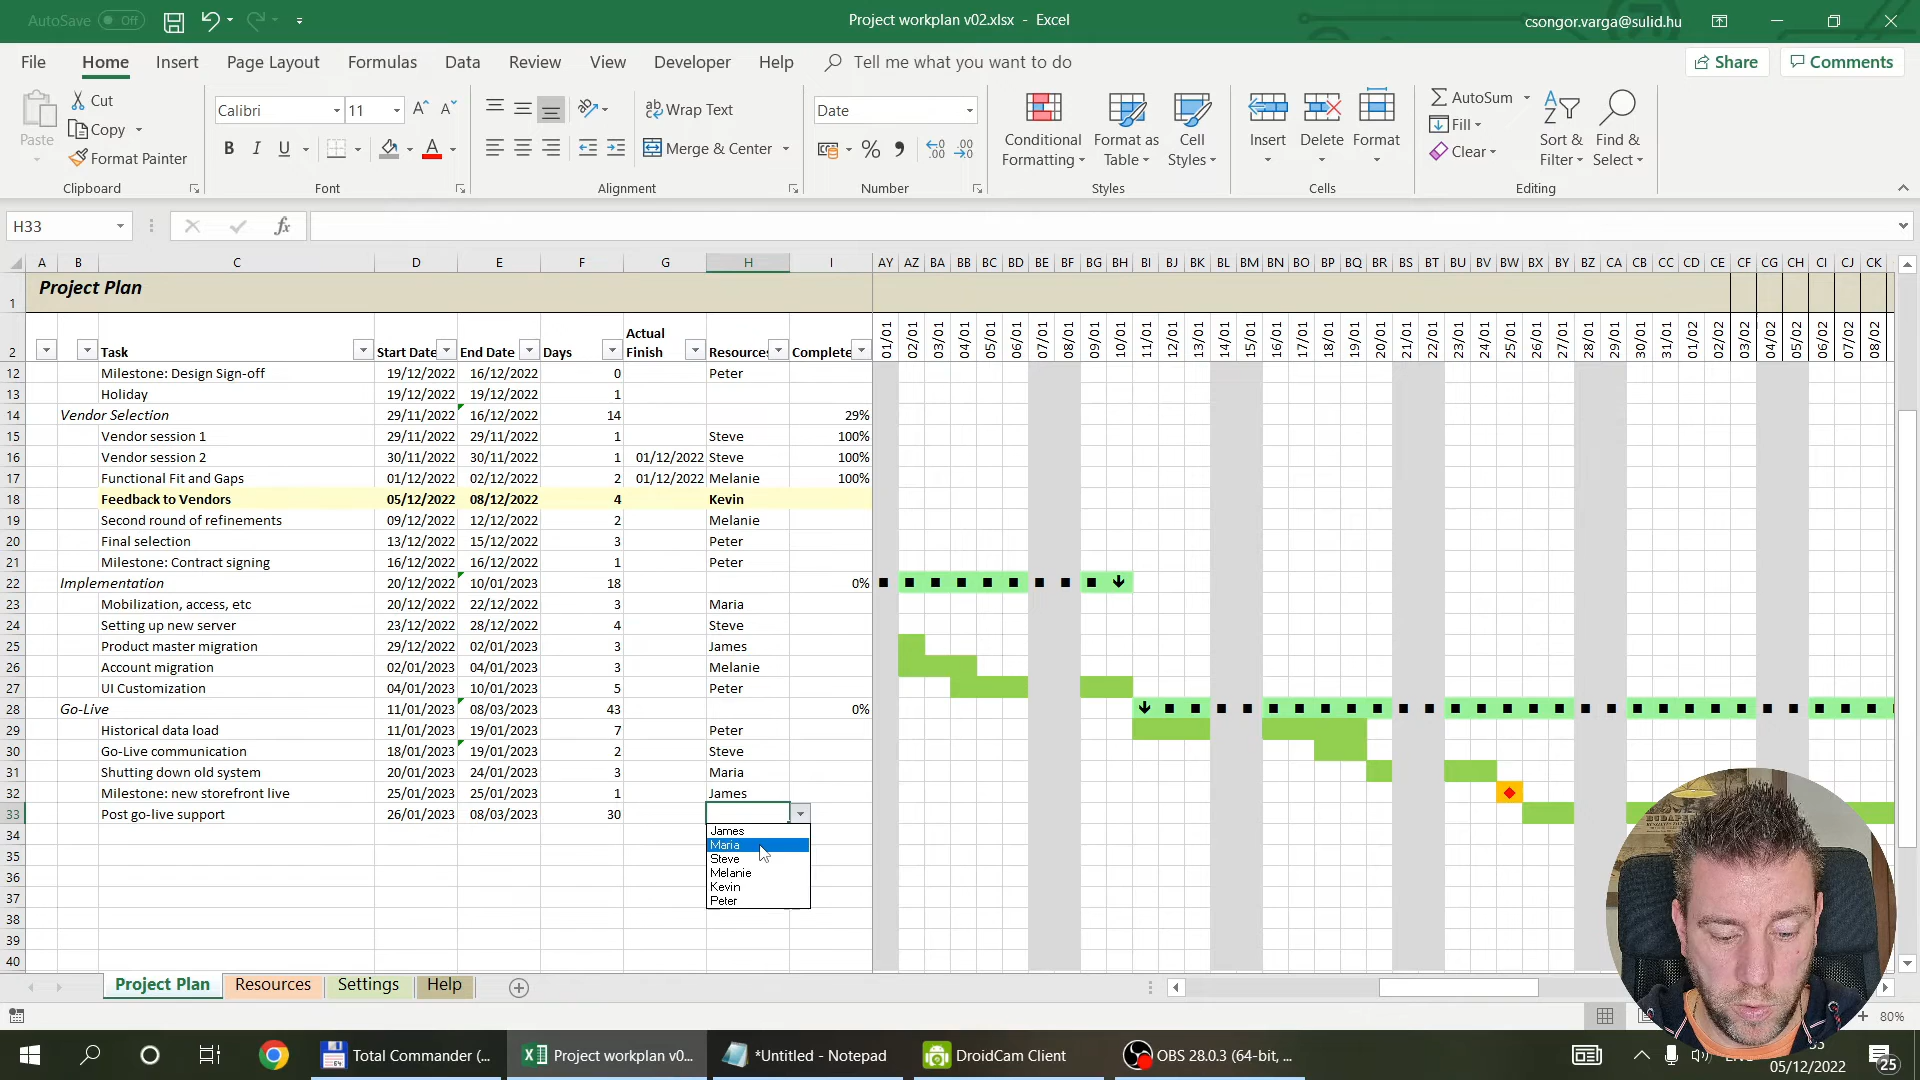 AutoSave Off
Project workplan v02.xlsx - Excel
csongor.varga@sulid.hu
File Home Insert Page Layout Formulas Data Review View Developer Help Tell me what you want to do Share Comments
Paste Cut Copy Format Painter
Calibri 11
Wrap Text Merge & Center
Date
Conditional Formatting Format as Table Cell Styles
Insert Delete Format
AutoSum Fill Clear Sort & Filter Find & Select
Clipboard Font Alignment Number Styles Cells Editing
H33
A B C D E F G H I AY AZ BA BB BC BD BE BF BG BH BI BJ BK BL BM BN BO BP BQ BR BS BT BU BV BW BX BY BZ CA CB CC CD CE CF CG CH CI CJ CK
1 Project Plan
2 Task Start Date End Date Days Actual Finish Resources Complete 01/01 02/01 03/01 04/01 05/01 06/01 07/01 08/01 09/01 10/01 11/01 12/01 13/01 14/01 15/01 16/01 17/01 18/01 19/01 20/01 21/01 22/01 23/01 24/01 25/01 26/01 27/01 28/01 29/01 30/01 31/01 01/02 02/02 03/02 04/02 05/02 06/02 07/02 08/02
12 Milestone: Design Sign-off 19/12/2022 16/12/2022 0 Peter
13 Holiday 19/12/2022 19/12/2022 1
14 Vendor Selection 29/11/2022 16/12/2022 14 29%
15 Vendor session 1 29/11/2022 29/11/2022 1 Steve 100%
16 Vendor session 2 30/11/2022 30/11/2022 1 01/12/2022 Steve 100%
17 Functional Fit and Gaps 01/12/2022 02/12/2022 2 01/12/2022 Melanie 100%
18 Feedback to Vendors 05/12/2022 08/12/2022 4 Kevin
19 Second round of refinements 09/12/2022 12/12/2022 2 Melanie
20 Final selection 13/12/2022 15/12/2022 3 Peter
21 Milestone: Contract signing 16/12/2022 16/12/2022 1 Peter
22 Implementation 20/12/2022 10/01/2023 18 0%
23 Mobilization, access, etc 20/12/2022 22/12/2022 3 Maria
24 Setting up new server 23/12/2022 28/12/2022 4 Steve
25 Product master migration 29/12/2022 02/01/2023 3 James
26 Account migration 02/01/2023 04/01/2023 3 Melanie
27 UI Customization 04/01/2023 10/01/2023 5 Peter
28 Go-Live 11/01/2023 08/03/2023 43 0%
29 Historical data load 11/01/2023 19/01/2023 7 Peter
30 Go-Live communication 18/01/2023 19/01/2023 2 Steve
31 Shutting down old system 20/01/2023 24/01/2023 3 Maria
32 Milestone: new storefront live 25/01/2023 25/01/2023 1 James
33 Post go-live support 26/01/2023 08/03/2023 30
34
35
36
37
38
39
40
James
Maria
Steve
Melanie
Kevin
Peter
Project Plan Resources Settings Help
80%
Total Commander (... Project workplan v0... *Untitled - Notepad DroidCam Client OBS 28.0.3 (64-bit, ...
05/12/2022
25